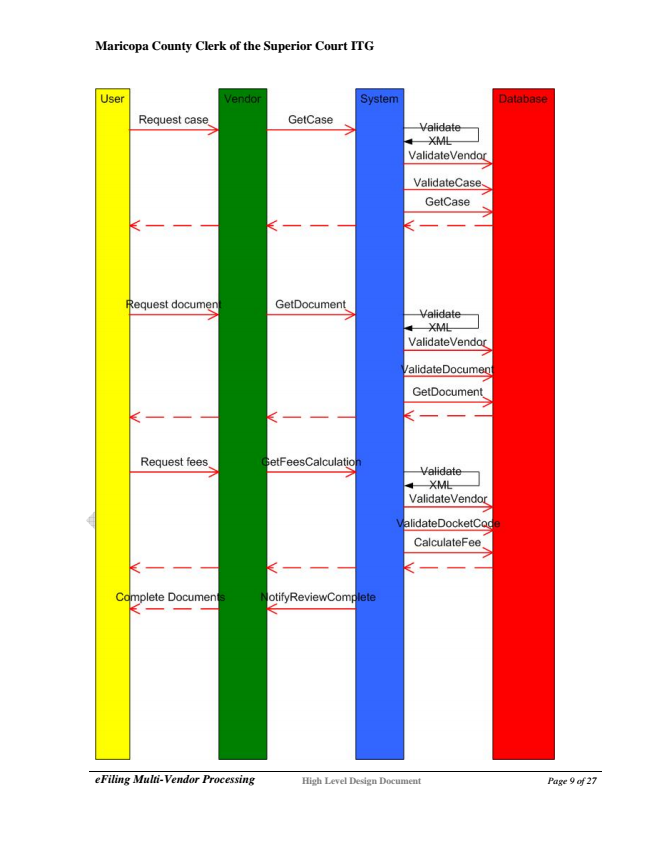 Maricopa County Clerk of the Superior Court ITG
User Vendor System Database
Request case GetCase Validate
XML
ValidateVendor
ValidateCase
GetCase
Request document GetDocument Validate
XML
ValidateVendor
ValidateDocument
GetDocument
Request fees GetFeesCalculation Validate
XML
ValidateVendor
ValidateDocketCode
CalculateFee
Complete Documents NotifyReviewComplete
eFiling Multi-Vendor Processing High Level Design Document Page 9 of 27